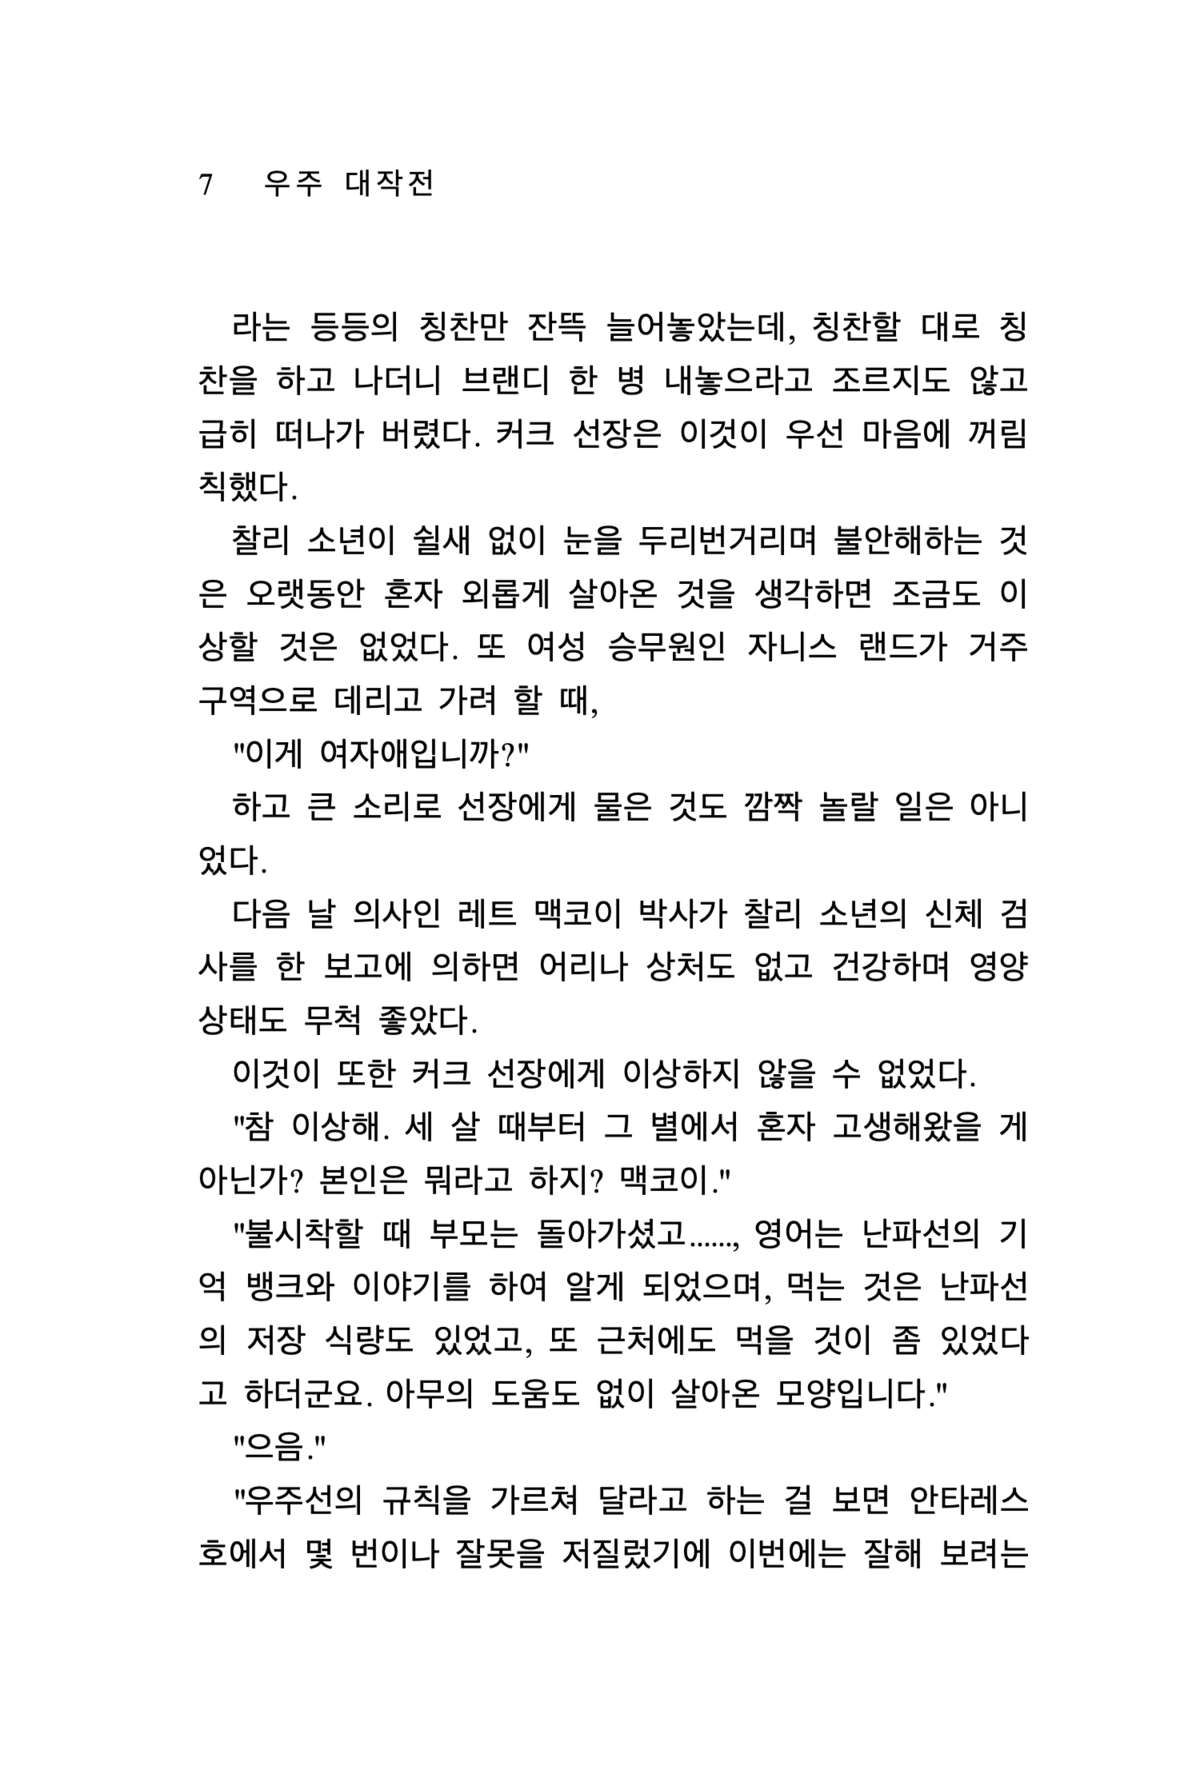 7 우주 대작전
라는 등등의 칭찬만 잔뜩 늘어놓았는데, 칭찬할 대로 칭
찬을 하고 나더니 브랜디 한 병 내놓으라고 조르지도 않고
급히 떠나가 버렸다. 커크 선장은 이것이 우선 마음에 꺼림
칙했다.
찰리 소년이 쉴새 없이 눈을 두리번거리며 불안해하는 것
은 오랫동안 혼자 외롭게 살아온 것을 생각하면 조금도 이
상할 것은 없었다. 또 여성 승무원인 자니스 랜드가 거주
구역으로 데리고 가려 할 때,
"이게 여자애입니까?"
하고 큰 소리로 선장에게 물은 것도 깜짝 놀랄 일은 아니
었다.
다음 날 의사인 레트 맥코이 박사가 찰리 소년의 신체 검
사를 한 보고에 의하면 어리나 상처도 없고 건강하며 영양
상태도 무척 좋았다.
이것이 또한 커크 선장에게 이상하지 않을 수 없었다.
"참 이상해. 세 살 때부터 그 별에서 혼자 고생해왔을 게
아닌가? 본인은 뭐라고 하지? 맥코이."
"불시착할 때 부모는 돌아가셨고......, 영어는 난파선의 기
억 뱅크와 이야기를 하여 알게 되었으며, 먹는 것은 난파선
의 저장 식량도 있었고, 또 근처에도 먹을 것이 좀 있었다
고 하더군요. 아무의 도움도 없이 살아온 모양입니다."
"으음."
"우주선의 규칙을 가르쳐 달라고 하는 걸 보면 안타레스
호에서 몇 번이나 잘못을 저질렀기에 이번에는 잘해 보려는